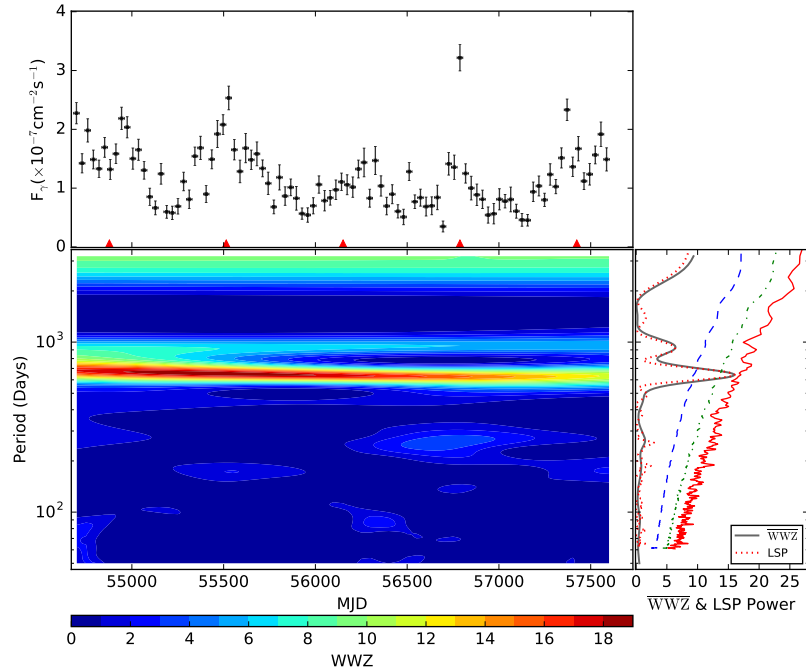 4
3
2
1
0
F_γ(×10⁻⁷cm⁻²s⁻¹)
10³
10²
Period (Days)
55000 55500 56000 56500 57000 57500
MJD
0 2 4 6 8 10 12 14 16 18
WWZ
WWZ
LSP
0 5 10 15 20 25
WWZ & LSP Power